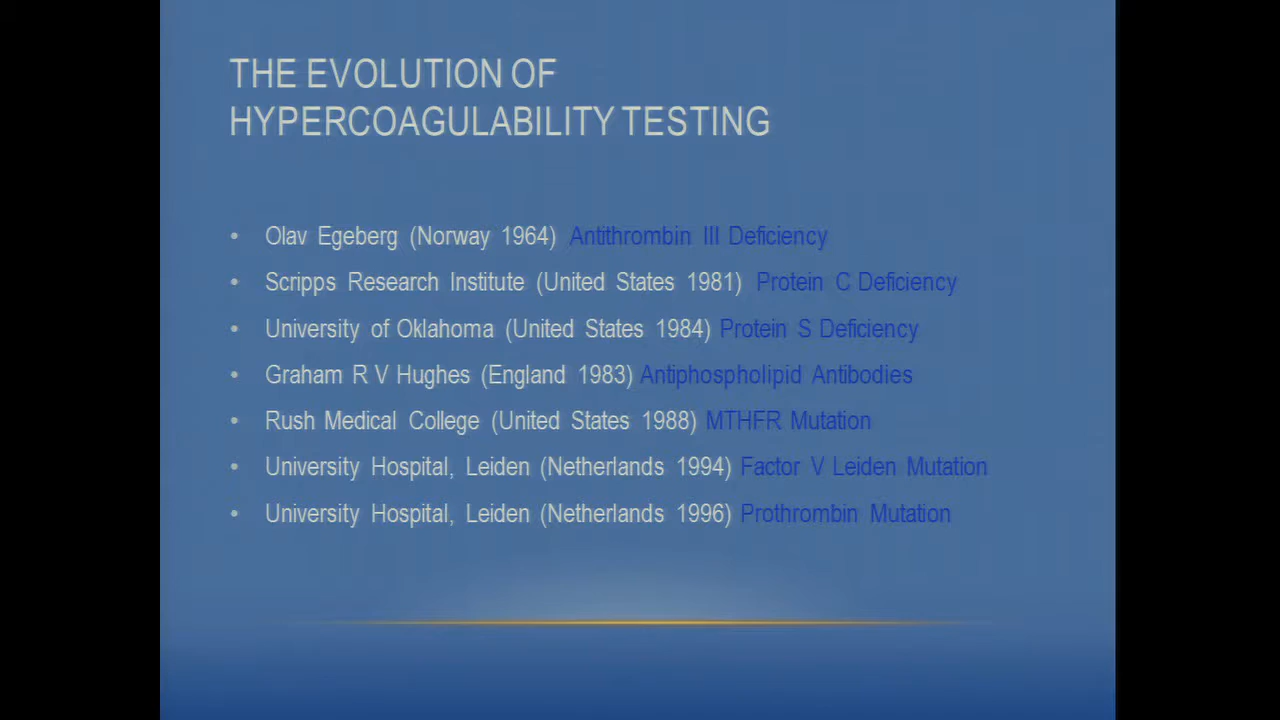 THE EVOLUTION OF
HYPERCOAGULABILITY TESTING
• Olav Egeberg (Norway 1964) Antithrombin III Deficiency
• Scripps Research Institute (United States 1981) Protein C Deficiency
• University of Oklahoma (United States 1984) Protein S Deficiency
• Graham R V Hughes (England 1983) Antiphospholipid Antibodies
• Rush Medical College (United States 1988) MTHFR Mutation
• University Hospital, Leiden (Netherlands 1994) Factor V Leiden Mutation
• University Hospital, Leiden (Netherlands 1996) Prothrombin Mutation